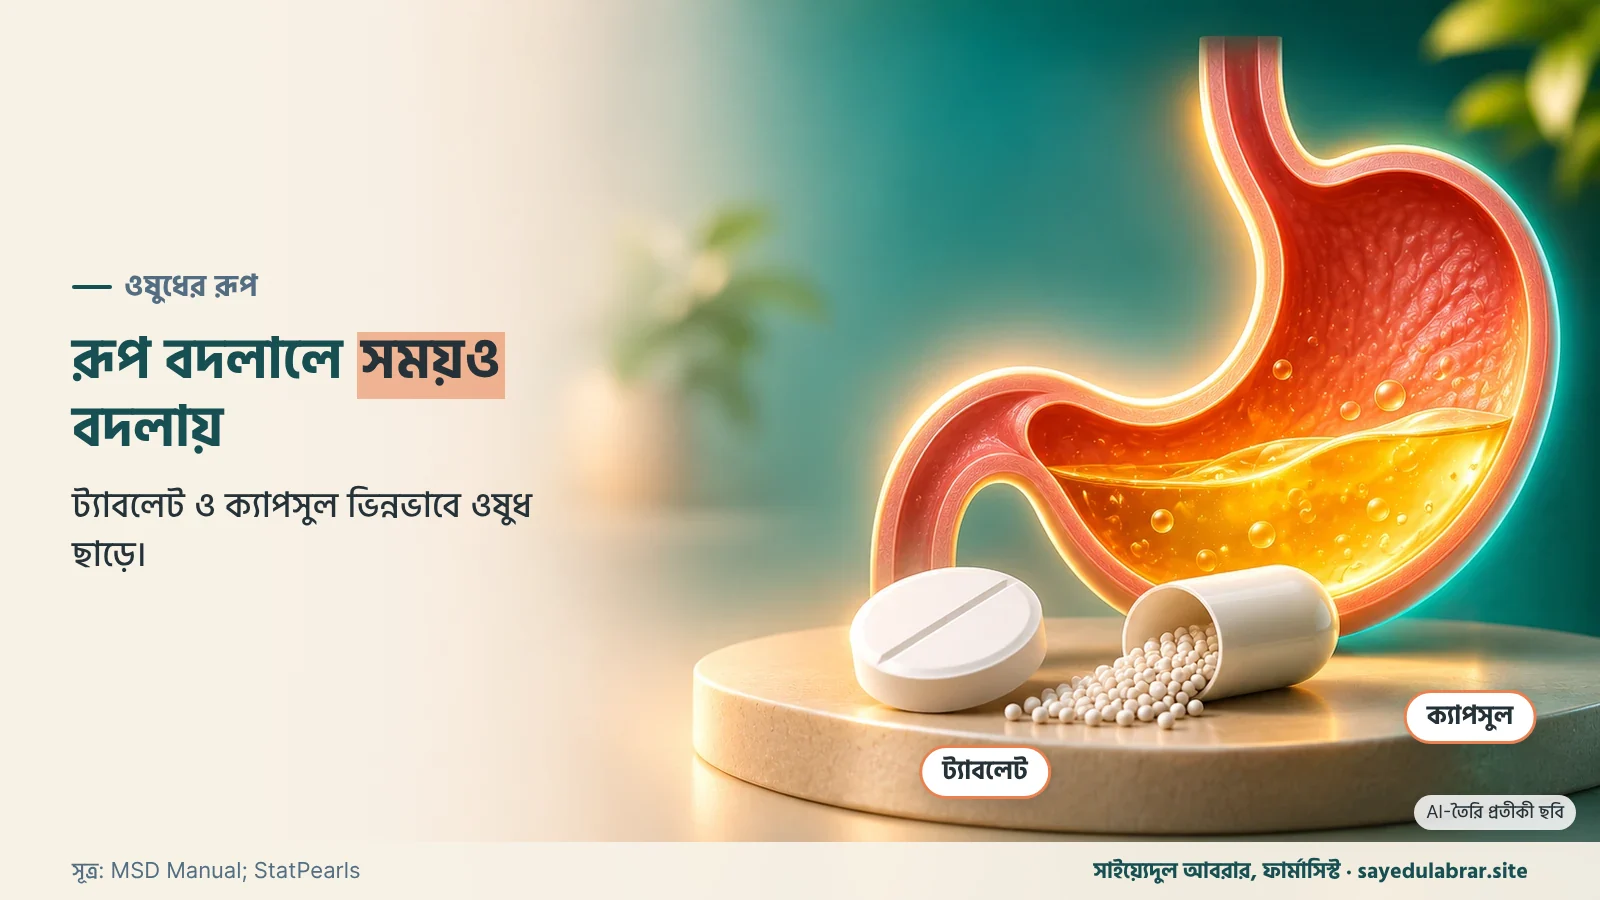 ওষুধের রূপ
রূপ বদলালে সময়ও
বদলায়
ট্যাবলেট ও ক্যাপসুল ভিন্নভাবে ওষুধ
ছাড়ে।
ক্যাপসুল
ট্যাবলেট
AI-তৈরি প্রতীকী ছবি
সূত্র: MSD Manual; StatPearls
সাইয়্যেদুল আবরার, ফার্মাসিস্ট · sayedulabrar.site